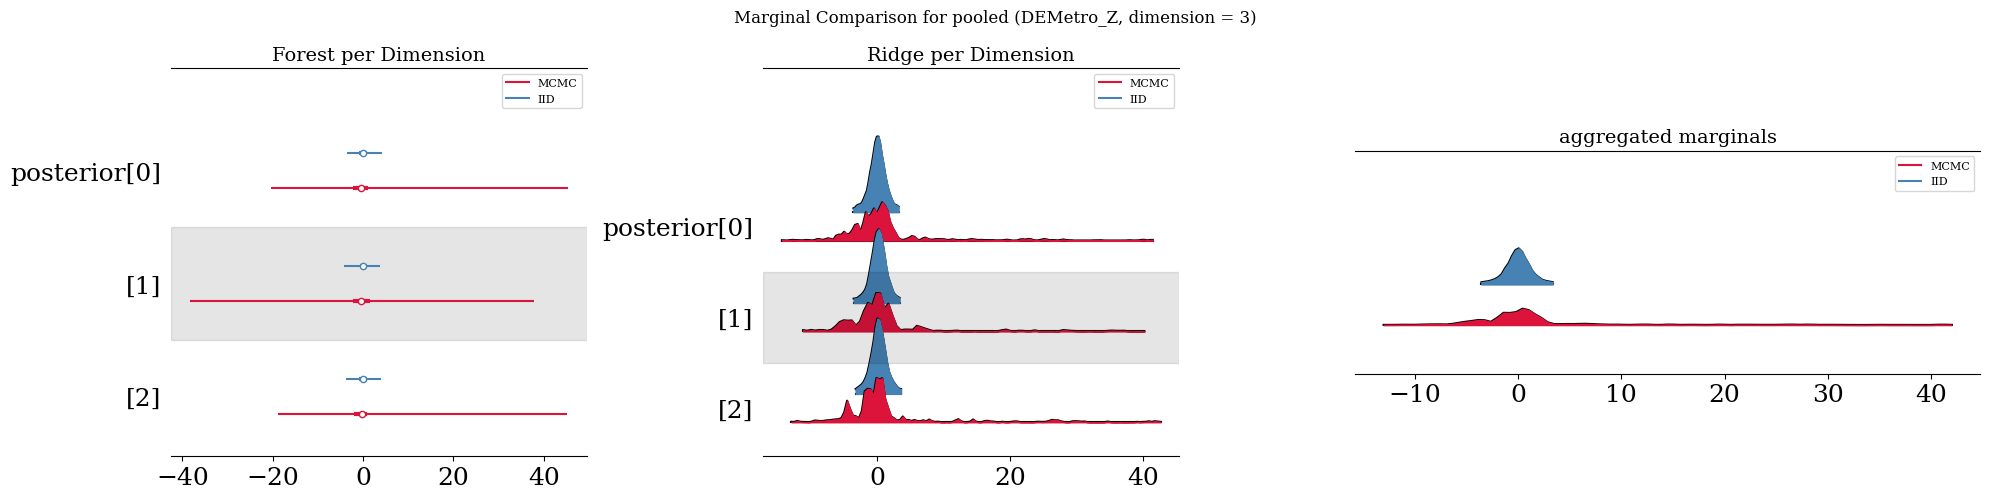 Marginal Comparison for pooled (DEMetro_Z, dimension = 3)
Forest per Dimension
MCMC
IID
posterior[0]
[1]
[2]
−40 −20 0 20 40
Ridge per Dimension
MCMC
IID
posterior[0]
[1]
[2]
0 20 40
aggregated marginals
MCMC
IID
−10 0 10 20 30 40